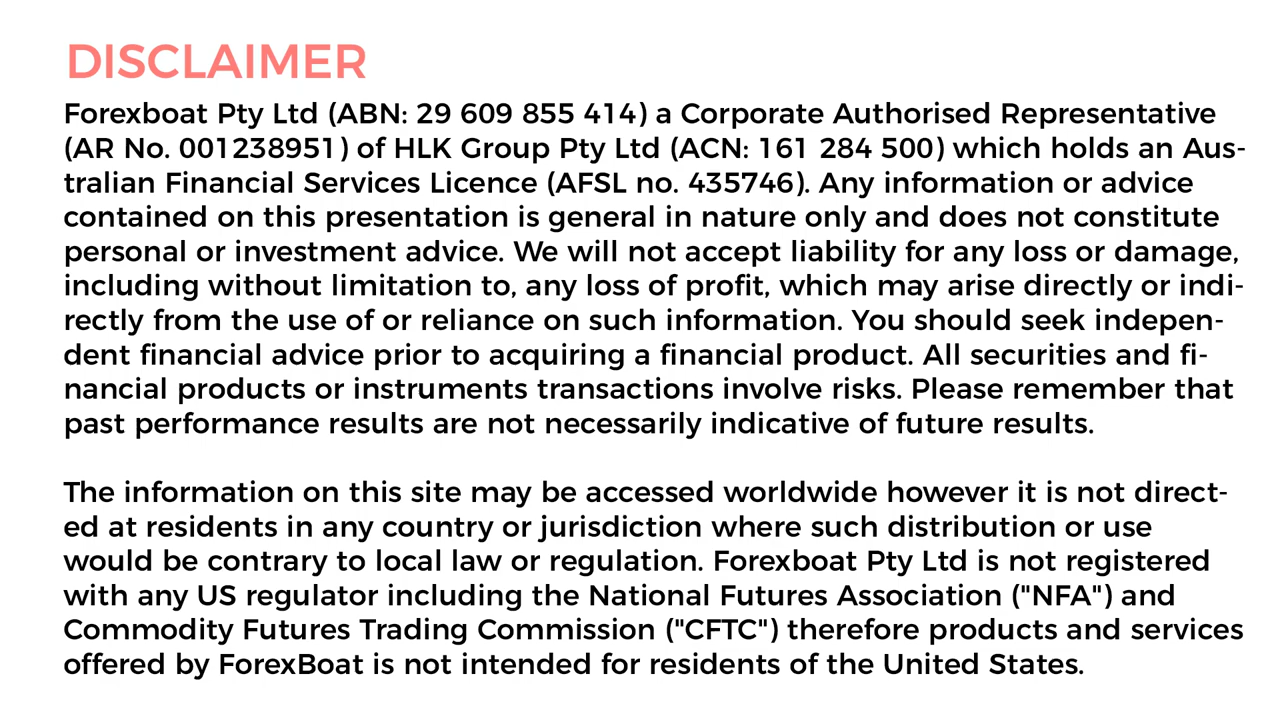 DISCLAIMER
Forexboat Pty Ltd (ABN: 29 609 855 414) a Corporate Authorised Representative
(AR No. 001238951) of HLK Group Pty Ltd (ACN: 161 284 500) which holds an Aus-
tralian Financial Services Licence (AFSL no. 435746). Any information or advice
contained on this presentation is general in nature only and does not constitute
personal or investment advice. We will not accept liability for any loss or damage,
including without limitation to, any loss of profit, which may arise directly or indi-
rectly from the use of or reliance on such information. You should seek indepen-
dent financial advice prior to acquiring a financial product. All securities and fi-
nancial products or instruments transactions involve risks. Please remember that
past performance results are not necessarily indicative of future results.
The information on this site may be accessed worldwide however it is not direct-
ed at residents in any country or jurisdiction where such distribution or use
would be contrary to local law or regulation. Forexboat Pty Ltd is not registered
with any US regulator including the National Futures Association ("NFA") and
Commodity Futures Trading Commission ("CFTC") therefore products and services
offered by ForexBoat is not intended for residents of the United States.